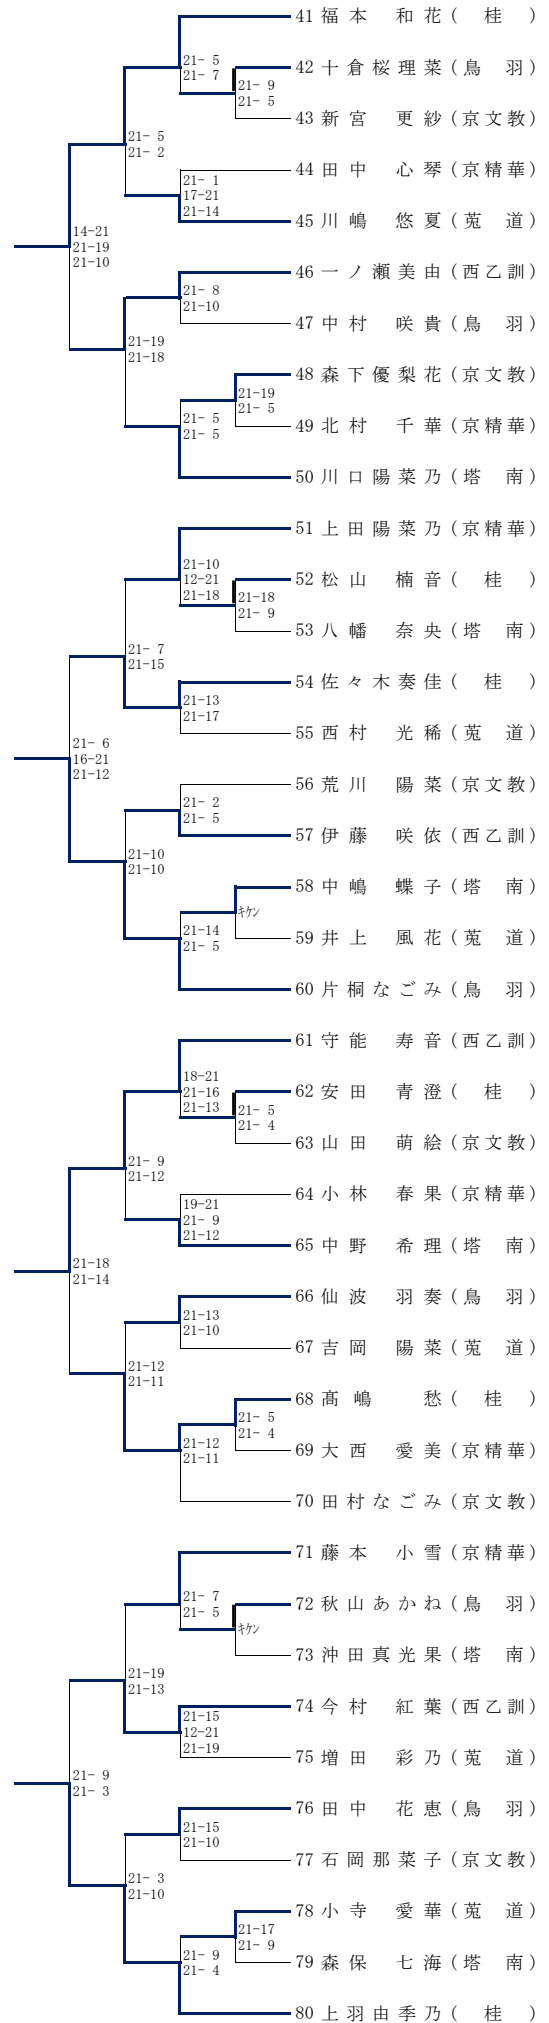 41 福本 和花 ( 桂 )
21- 5
21- 7
42 十倉桜理菜 (鳥 羽)
21- 9
21- 5
43 新宮 更紗 (京文教)
21- 5
21- 2
44 田中 心琴 (京精華)
21- 1
17-21
21-14
45 川嶋 悠夏 (莵 道)
14-21
21-19
21-10
46 一ノ瀬美由 (西乙訓)
21- 8
21-10
47 中村 咲貴 (鳥 羽)
21-19
21-18
48 森下優梨花 (京文教)
21-19
21- 5
49 北村 千華 (京精華)
21- 5
21- 5
50 川口陽菜乃 (塔 南)
51 上田陽菜乃 (京精華)
21-10
12-21
21-18
52 松山 楠音 ( 桂 )
21-18
21- 9
53 八幡 奈央 (塔 南)
21- 7
21-15
54 佐々木奏佳 ( 桂 )
21-13
21-17
55 西村 光稀 (莵 道)
21- 6
16-21
21-12
56 荒川 陽菜 (京文教)
21- 2
21- 5
57 伊藤 咲依 (西乙訓)
21-10
21-10
58 中嶋 蝶子 (塔 南)
ｷｹﾝ
59 井上 風花 (莵 道)
21-14
21- 5
60 片桐なごみ (鳥 羽)
61 守能 寿音 (西乙訓)
18-21
21-16
21-13
62 安田 青澄 ( 桂 )
21- 5
21- 4
63 山田 萌絵 (京文教)
21- 9
21-12
64 小林 春果 (京精華)
19-21
21- 9
21-12
65 中野 希理 (塔 南)
21-18
21-14
66 仙波 羽奏 (鳥 羽)
21-13
21-10
67 吉岡 陽菜 (莵 道)
21-12
21-11
68 髙嶋 愁 ( 桂 )
21- 5
21- 4
69 大西 愛美 (京精華)
21-12
21-11
70 田村なごみ (京文教)
71 藤本 小雪 (京精華)
21- 7
21- 5
72 秋山あかね (鳥 羽)
ｷｹﾝ
73 沖田真光果 (塔 南)
21-19
21-13
74 今村 紅葉 (西乙訓)
21-15
12-21
21-19
75 増田 彩乃 (莵 道)
21- 9
21- 3
76 田中 花恵 (鳥 羽)
21-15
21-10
77 石岡那菜子 (京文教)
21- 3
21-10
78 小寺 愛華 (莵 道)
21-17
21- 9
79 森保 七海 (塔 南)
21- 9
21- 4
80 上羽由季乃 ( 桂 )